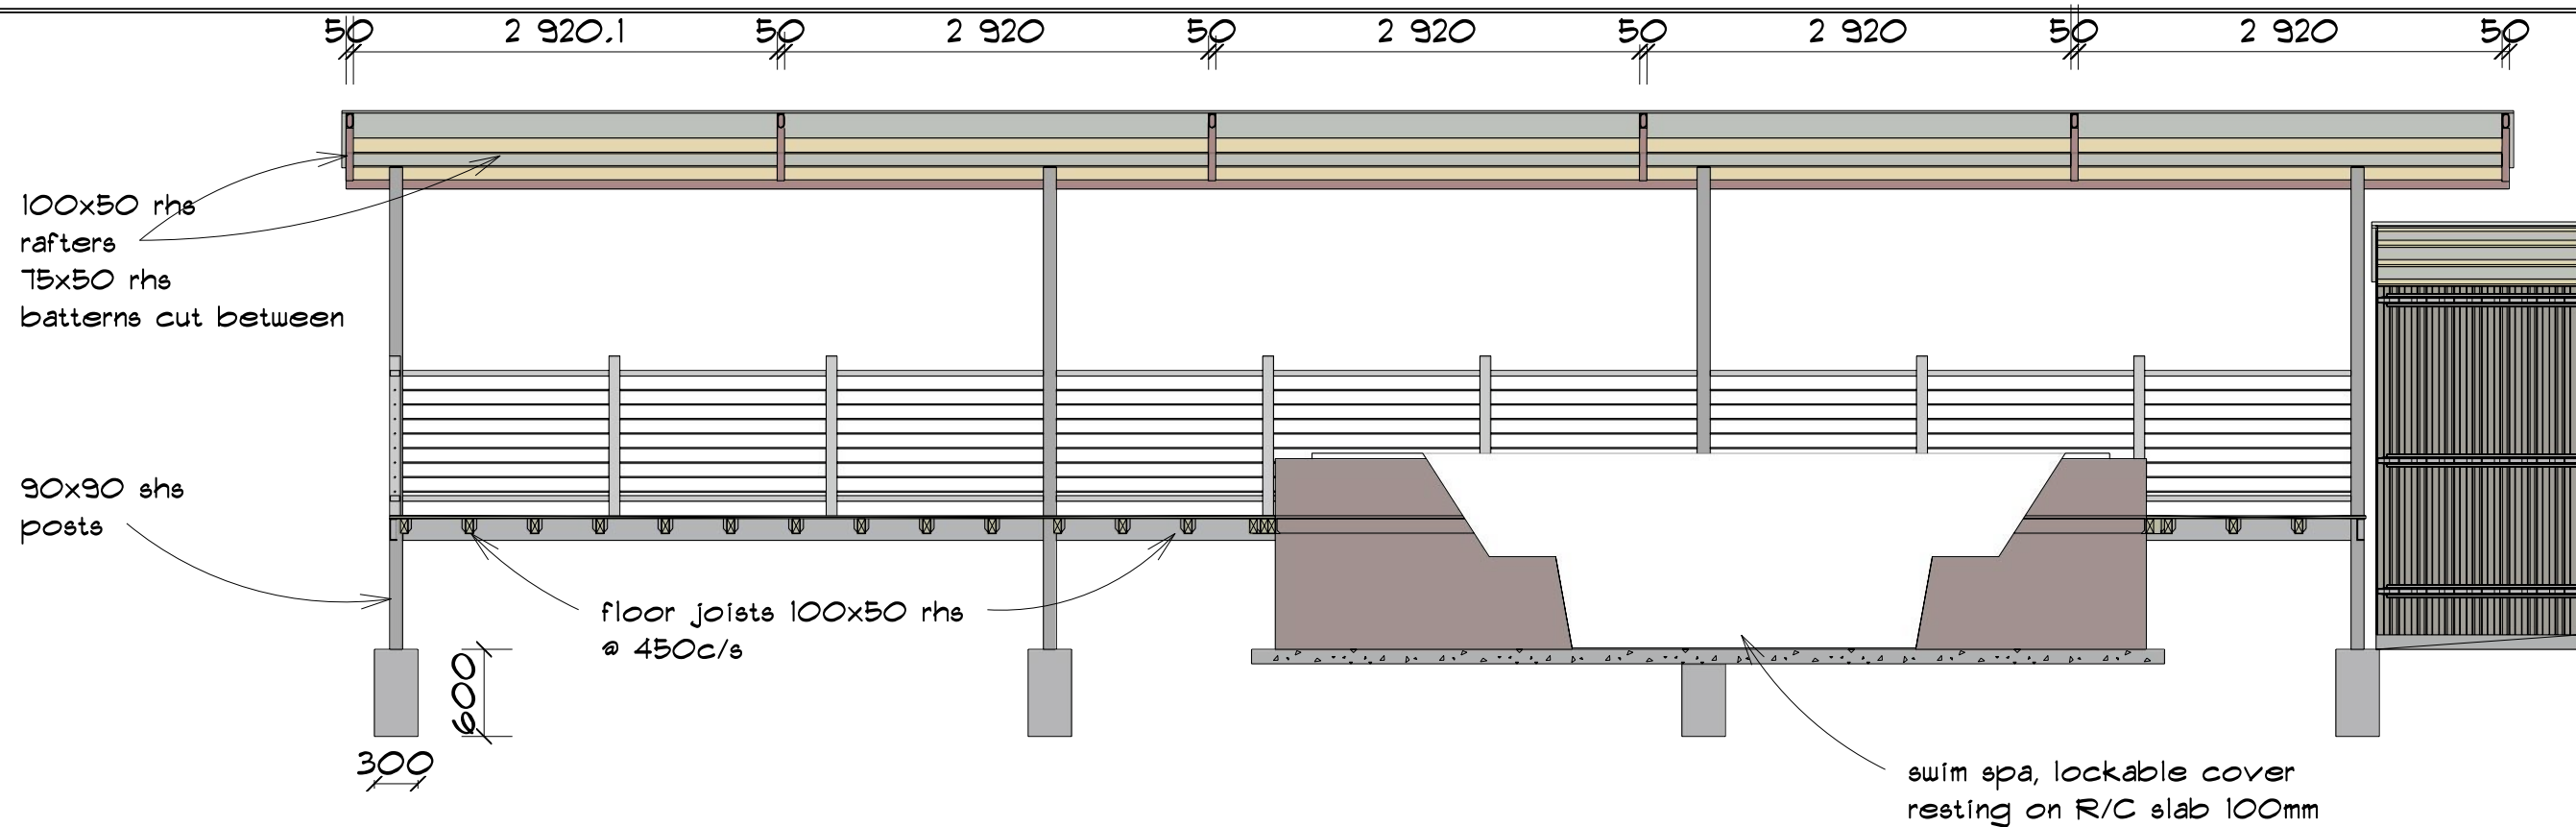 50 2 920.1 50 2 920 50 2 920 50 2 920 50 2 920 50
100x50 rhs
rafters
75x50 rhs
batterns cut between
90x90 shs
posts
floor joists 100x50 rhs
@ 450c/s
600
300
swim spa, lockable cover
resting on R/C slab 100mm